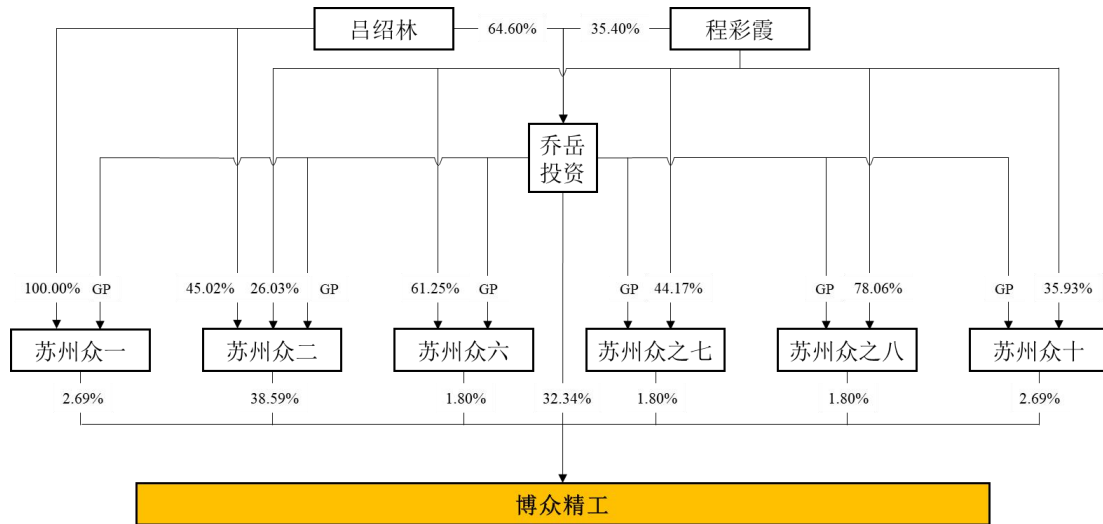 吕绍林 64.60% 35.40% 程彩霞
乔岳
投资
100.00% GP 45.02% 26.03% GP 61.25% GP GP 44.17% GP 78.06% GP 35.93%
苏州众一 苏州众二 苏州众六 苏州众之七 苏州众之八 苏州众十
2.69% 38.59% 1.80% 32.34% 1.80% 1.80% 2.69%
博众精工